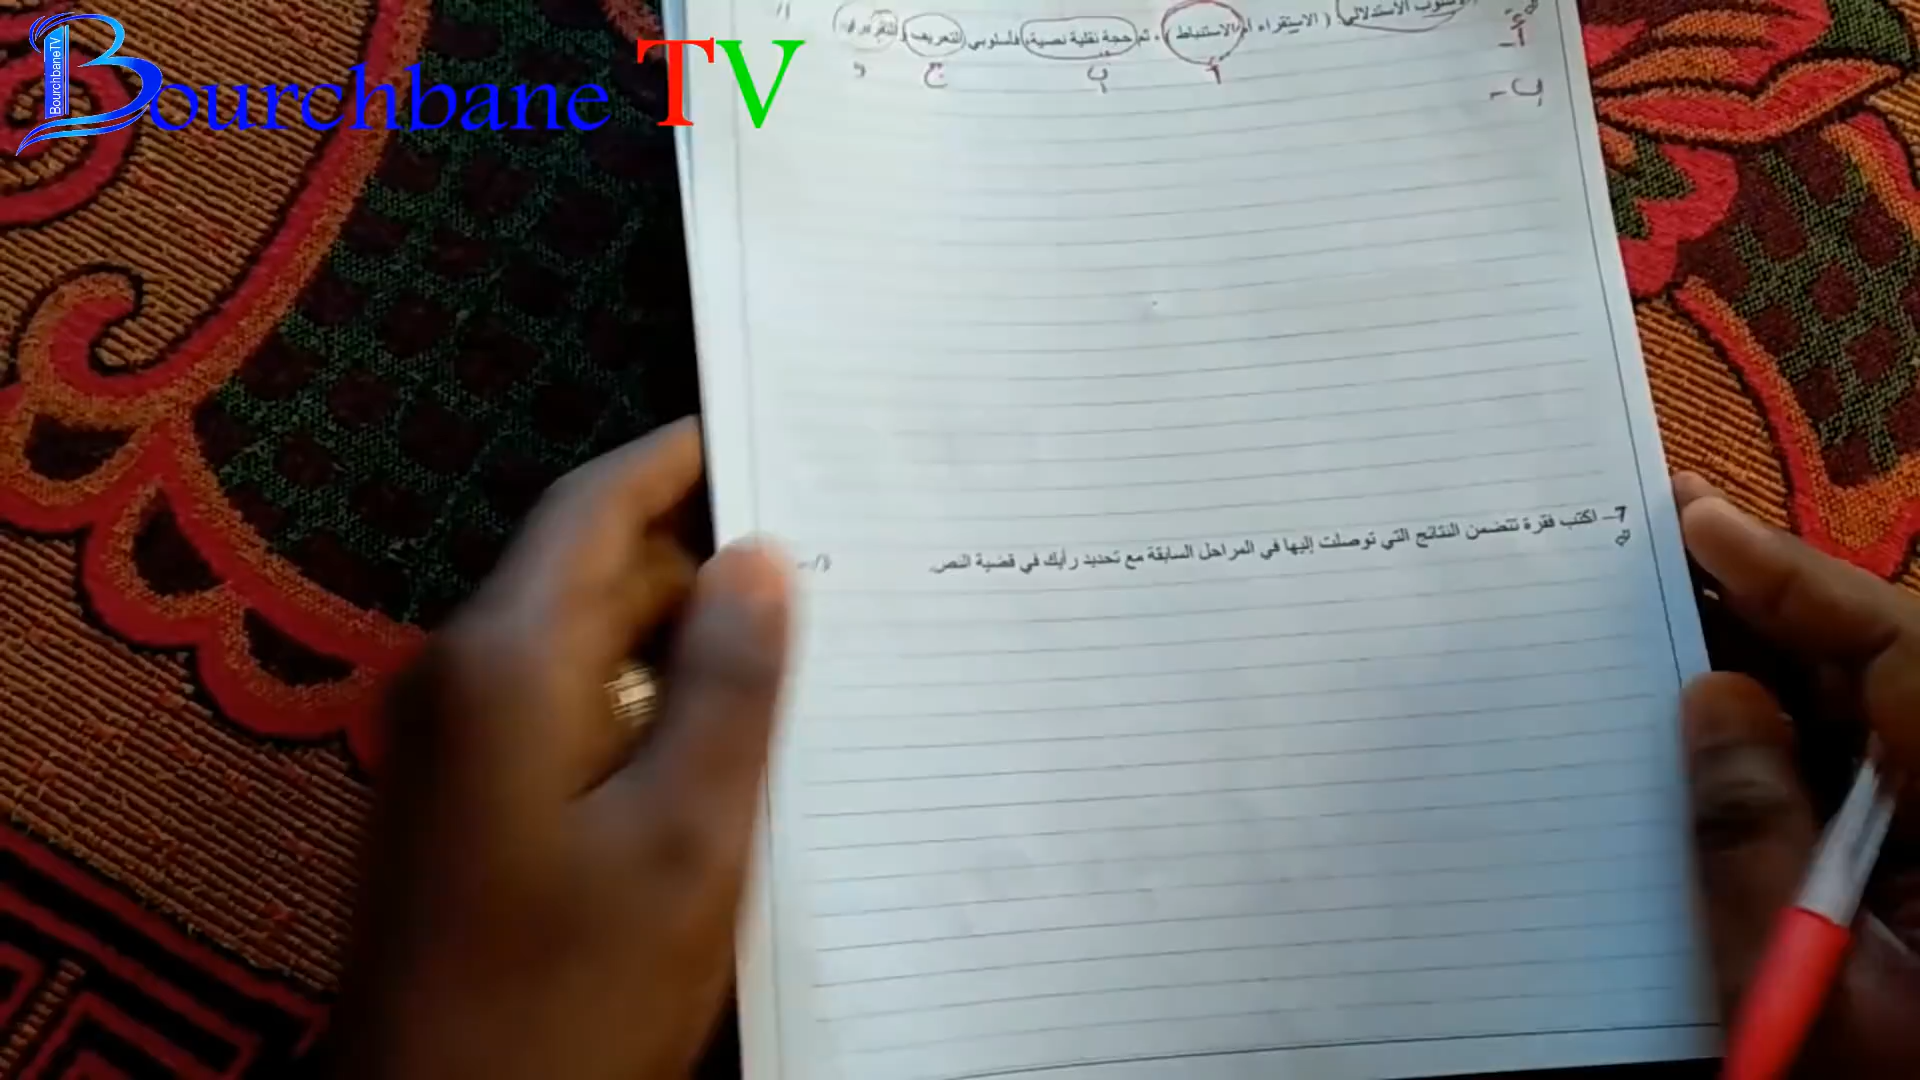 Bourchbane TV
BourchbaneTV
الأسلوب الاستدلالي ( الاستقراء أم الاستنباط ) ، ثم حجة نقلية نصية، فأسلوبي التعريف
أ ب ج د
أ-
ب-
7– اكتب فقرة تتضمن النتائج التي توصلت إليها في المراحل السابقة مع تحديد رأيك في قضية النص.